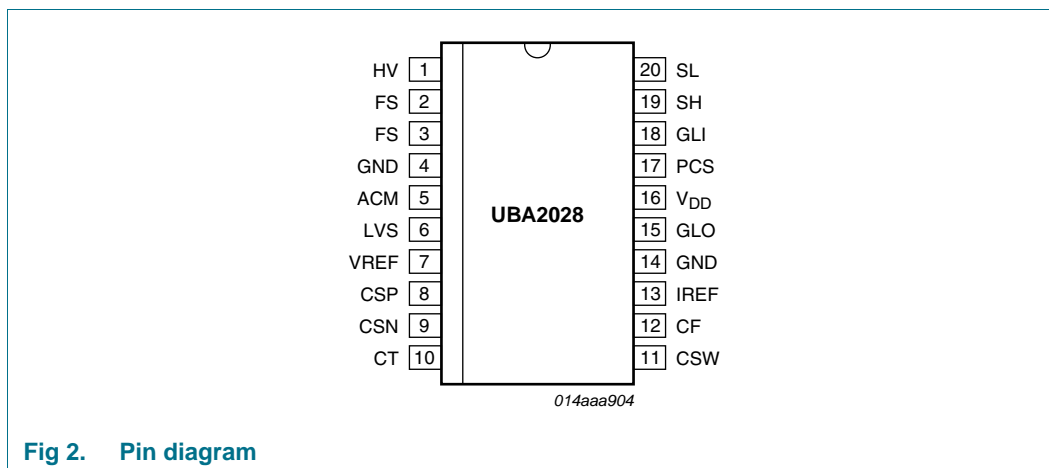 HV 1 20 SL
FS 2 19 SH
FS 3 18 GLI
GND 4 17 PCS
ACM 5 16 VDD
LVS 6 UBA2028 15 GLO
VREF 7 14 GND
CSP 8 13 IREF
CSN 9 12 CF
CT 10 11 CSW
014aaa904
Fig 2. Pin diagram